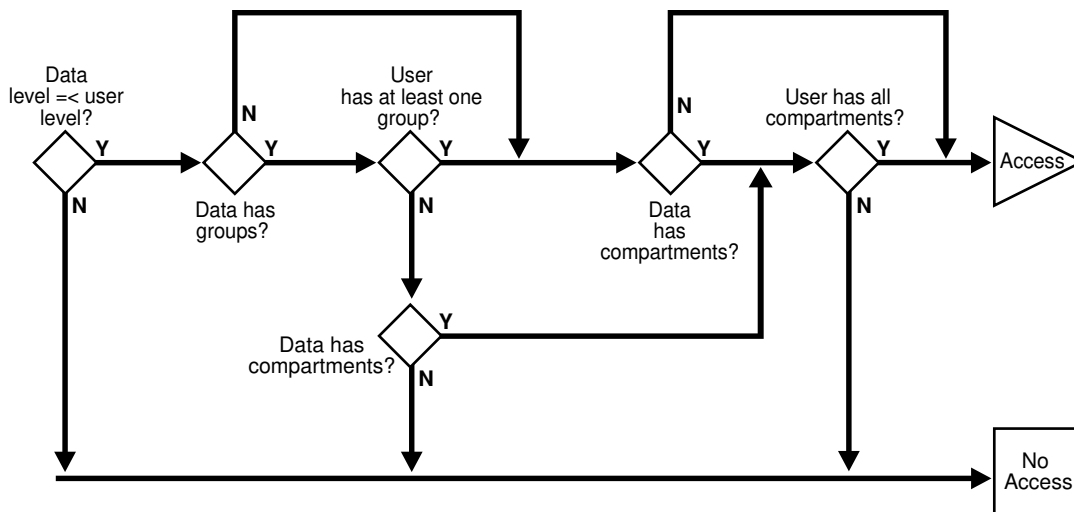 Data
level =< user
level?
Y
N
N
Y
Data has
groups?
User
has at least one
group?
Y
N
Data has
compartments?
Y
N
N
Y
Data
has
compartments?
User has all
compartments?
Y
N
Access
No
Access